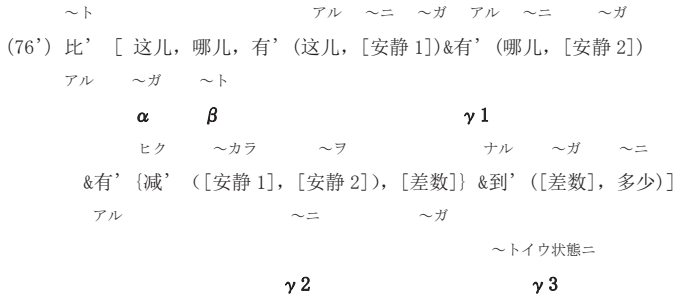 ～ト アル ～ニ ～ガ アル ～ニ ～ガ
(76’) 比’ [ 这儿，哪儿，有’ (这儿，[安静 1])&有’ (哪儿，[安静 2])
アル ～ガ ～ト
α β γ1
ヒク ～カラ ～ヲ ナル ～ガ ～ニ
&有’ {减’ （[安静 1]，[安静 2])，[差数]} &到’ ([差数]，多少)]
アル ～ニ ～ガ
～トイウ状態ニ
γ2 γ3